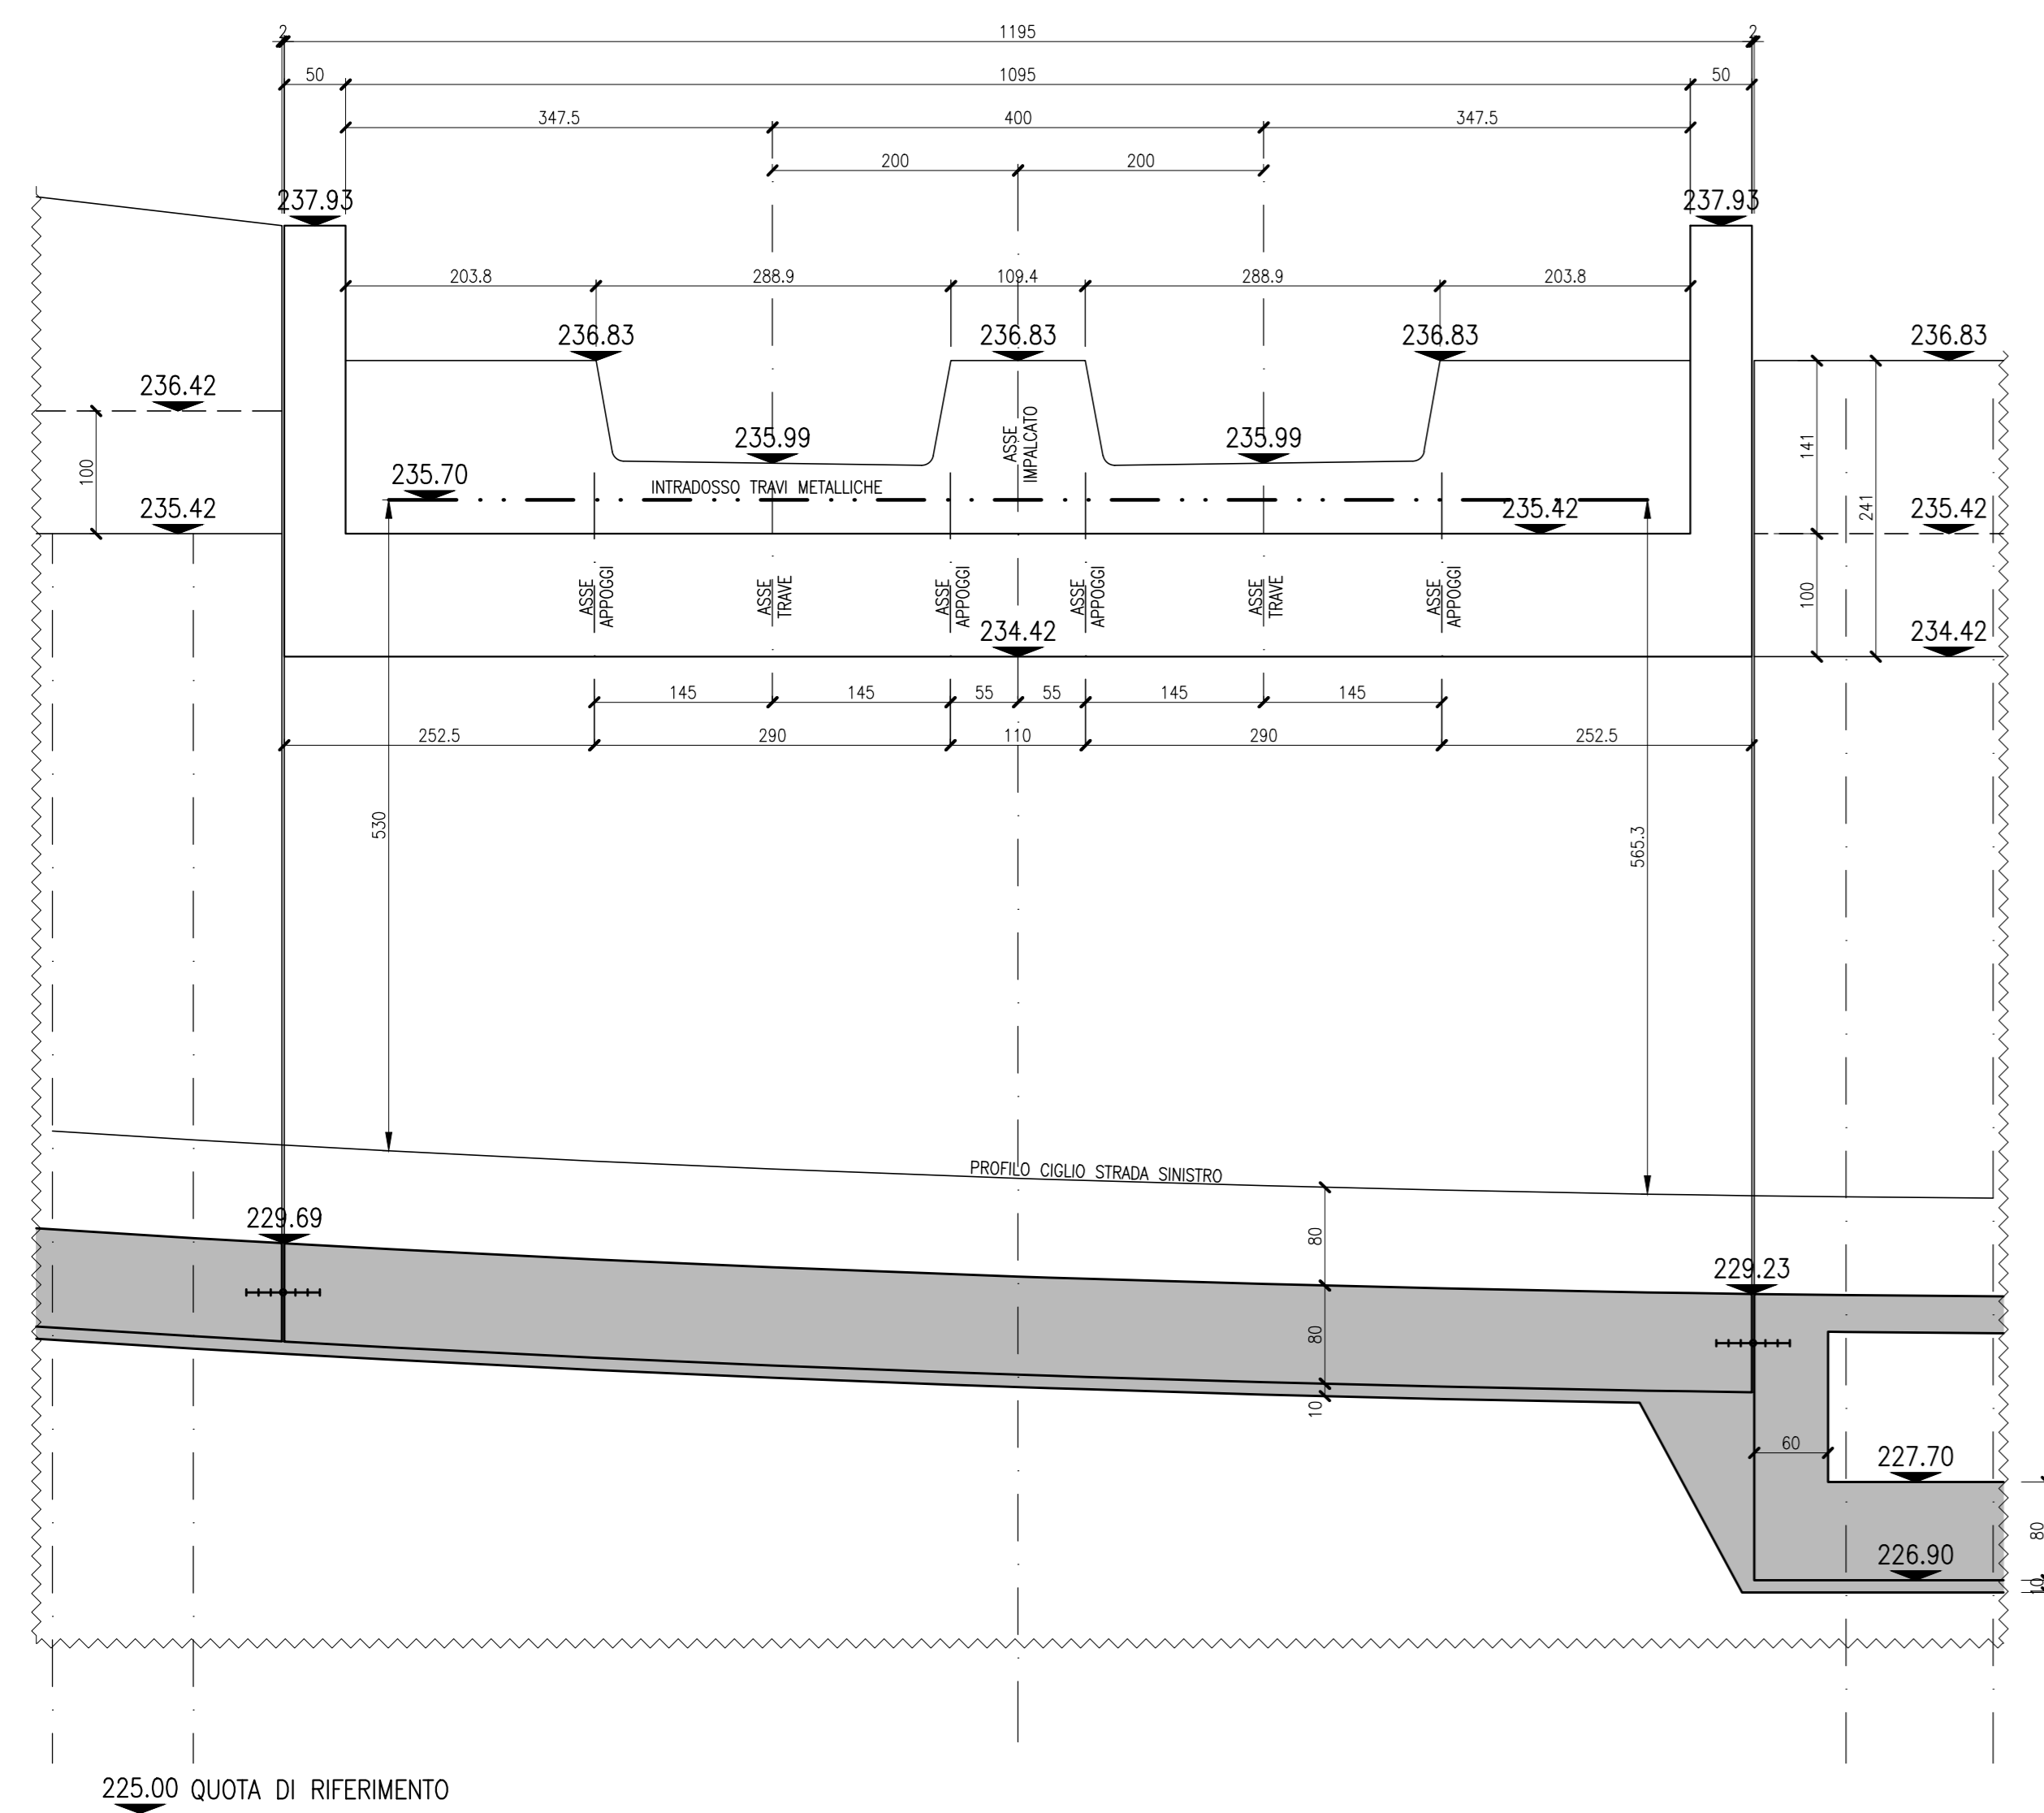 2 1195 2
50 1095 50
347.5 400 347.5
200 200
237.93 237.93
203.8 288.9 109.4 288.9 203.8
236.83 236.83 236.83 236.83
236.42
235.99 ASSE IMPALCATO 235.99
141
100
235.70 INTRADOSSO TRAVI METALLICHE
241
235.42 235.42 235.42
ASSE APPOGGI
ASSE TRAVE
ASSE APPOGGI
ASSE APPOGGI
ASSE TRAVE
ASSE APPOGGI
100
234.42 234.42
145 145 55 55 145 145
252.5 290 110 290 252.5
530 565.3
PROFILO CIGLIO STRADA SINISTRO
80
229.69
229.23
80
10
60 227.70
80
226.90
10
225.00 QUOTA DI RIFERIMENTO